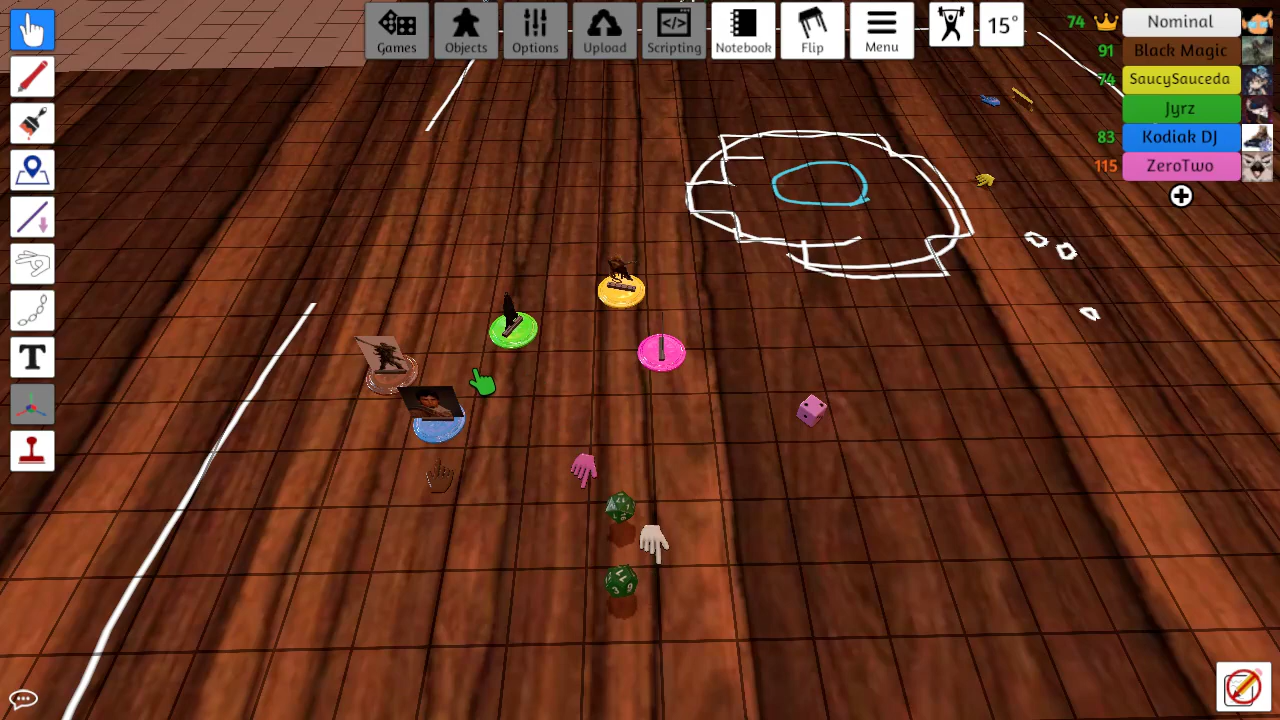 Games
Objects
Options
Upload
Scripting
Notebook
Flip
Menu
15°
74 Nominal
91 Black Magic
74 SaucySauceda
Jyrz
83 Kodiak DJ
115 ZeroTwo
T